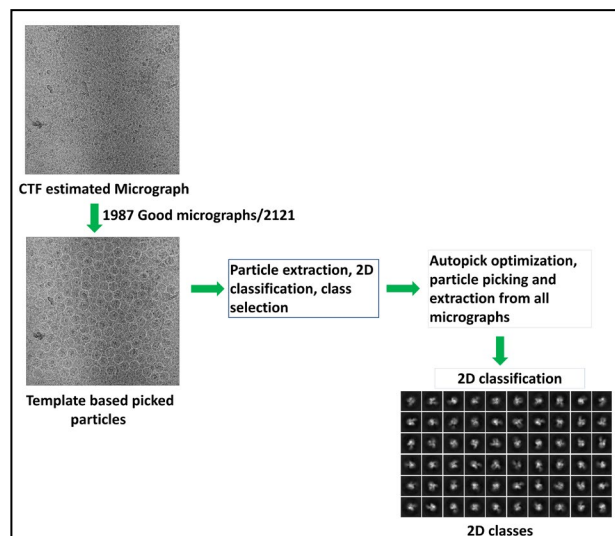 CTF estimated Micrograph
1987 Good micrographs/2121
Template based picked
particles
Particle extraction, 2D
classification, class
selection
Autopick optimization,
particle picking and
extraction from all
micrographs
2D classification
2D classes